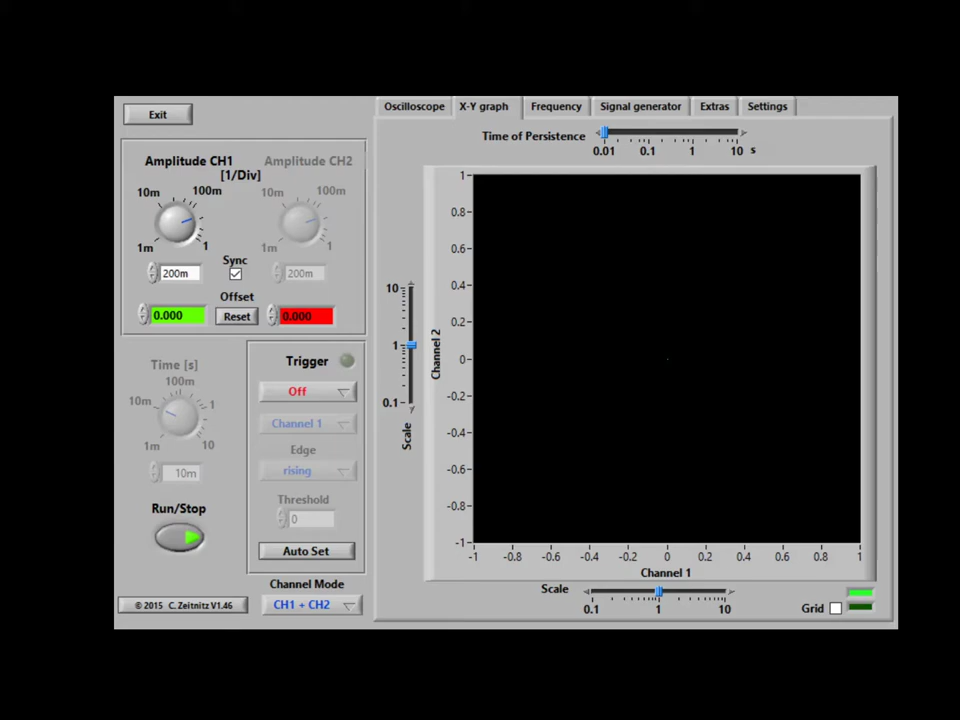 Exit
Oscilloscope X-Y graph Frequency Signal generator Extras Settings
Time of Persistence
0.01 0.1 1 10 s
Amplitude CH1 Amplitude CH2
[1/Div]
10m 100m 10m 100m
1m 1 1m 1
Sync
200m 200m
Offset
0.000 Reset 0.000
Time [s]
100m
10m 1
1m 10
10m
Run/Stop
© 2015 C. Zeitnitz V1.46
Trigger
Off
Channel 1
Edge
rising
Threshold
0
Auto Set
Channel Mode
CH1 + CH2
10
1
0.1
Scale
Channel 2
1
0.8
0.6
0.4
0.2
0
-0.2
-0.4
-0.6
-0.8
-1
-1 -0.8 -0.6 -0.4 -0.2 0 0.2 0.4 0.6 0.8 1
Channel 1
Scale
0.1 1 10
Grid